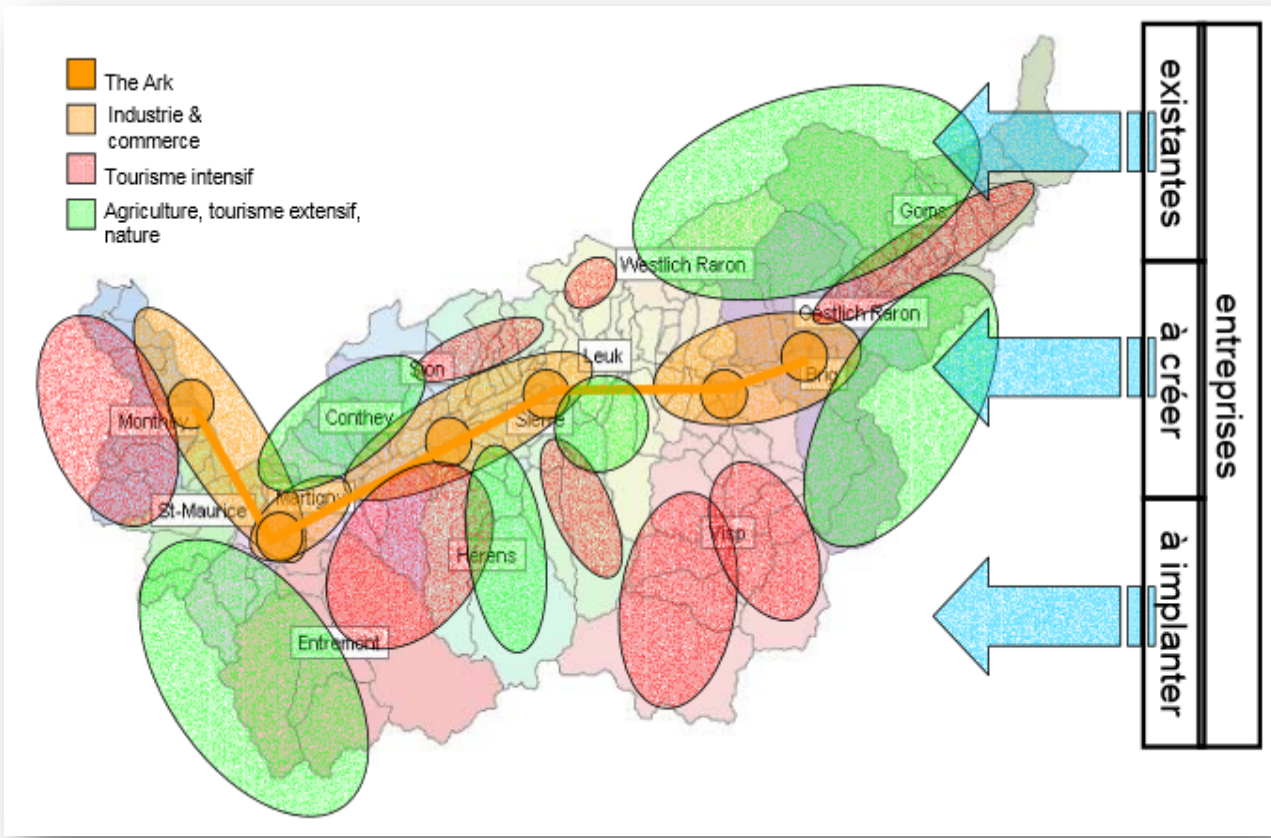 The Ark
Industrie &
commerce
Tourisme intensif
Agriculture, tourisme extensif,
nature
existantes
à créer
à implanter
entreprises
Goms
Westlich Raron
Oestlich Raron
Leuk
Sion
Brig
Conthey
Sierre
Monthey
Martigny
St-Maurice
Visp
Hérens
Entremont